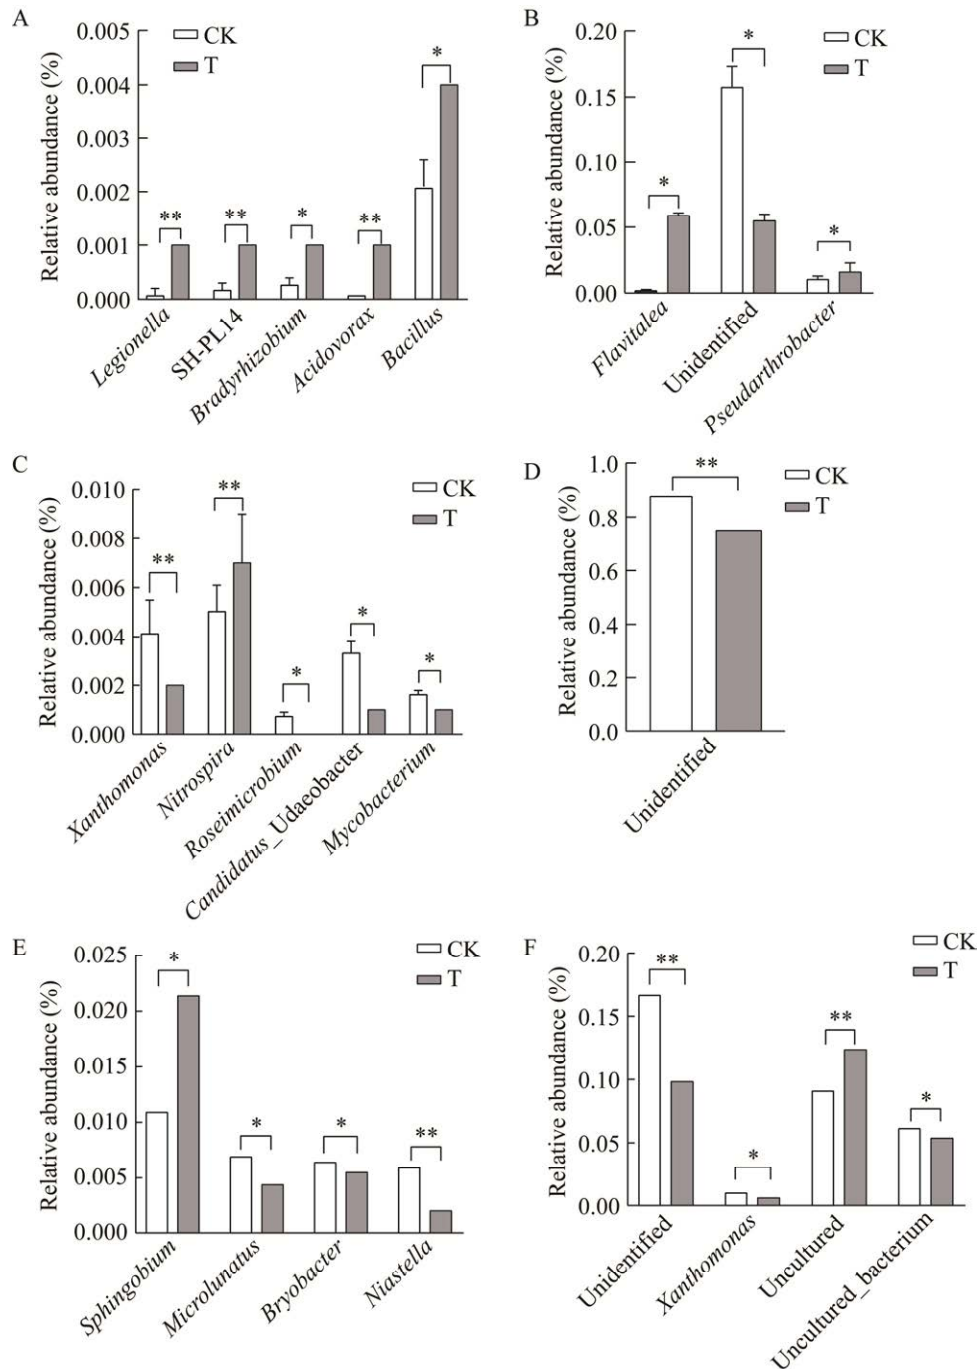 A
Relative abundance (%)
0.005
0.004
0.003
0.002
0.001
0.000
CK
T
**
**
*
**
*
Legionella
SH-PL14
Bradyrhizobium
Acidovorax
Bacillus
B
Relative abundance (%)
0.20
0.15
0.10
0.05
0.00
CK
T
*
*
*
Flavitalea
Unidentified
Pseudarthrobacter
C
Relative abundance (%)
0.010
0.008
0.006
0.004
0.002
0.000
CK
T
**
**
*
*
*
Xanthomonas
Nitrospira
Roseimicrobium
Candidatus_Udaeobacter
Mycobacterium
D
Relative abundance (%)
1.0
0.8
0.6
0.4
0.2
0.0
CK
T
**
Unidentified
E
Relative abundance (%)
0.025
0.020
0.015
0.010
0.005
0.000
CK
T
*
*
*
**
Sphingobium
Microlunatus
Bryobacter
Niastella
F
Relative abundance (%)
0.20
0.15
0.10
0.05
0.00
CK
T
**
*
**
*
Unidentified
Xanthomonas
Uncultured
Uncultured_bacterium